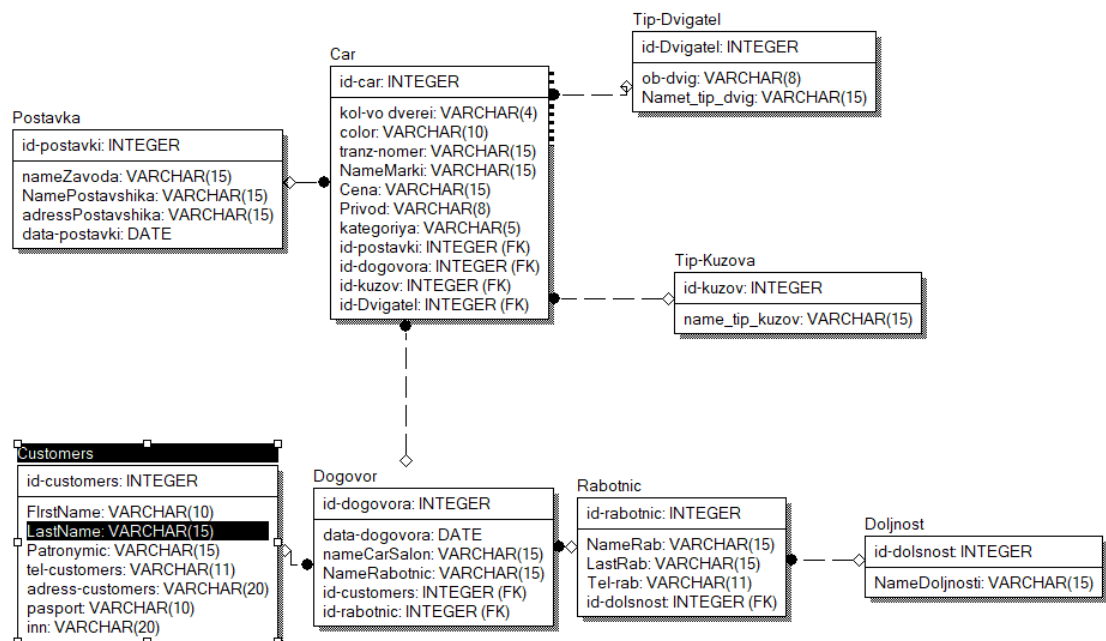 Tip-Dvigatel
id-Dvigatel: INTEGER
ob-dvig: VARCHAR(8)
Namet_tip_dvig: VARCHAR(15)
Car
id-car: INTEGER
kol-vo dverei: VARCHAR(4)
color: VARCHAR(10)
tranz-nomer: VARCHAR(15)
NameMarki: VARCHAR(15)
Cena: VARCHAR(15)
Privod: VARCHAR(8)
kategoriya: VARCHAR(5)
id-postavki: INTEGER (FK)
id-dogovora: INTEGER (FK)
id-kuzov: INTEGER (FK)
id-Dvigatel: INTEGER (FK)
Postavka
id-postavki: INTEGER
nameZavoda: VARCHAR(15)
NamePostavshika: VARCHAR(15)
adressPostavshika: VARCHAR(15)
data-postavki: DATE
Tip-Kuzova
id-kuzov: INTEGER
name_tip_kuzov: VARCHAR(15)
Customers
id-customers: INTEGER
FIrstName: VARCHAR(10)
LastName: VARCHAR(15)
Patronymic: VARCHAR(15)
tel-customers: VARCHAR(11)
adress-customers: VARCHAR(20)
pasport: VARCHAR(10)
inn: VARCHAR(20)
Dogovor
id-dogovora: INTEGER
data-dogovora: DATE
nameCarSalon: VARCHAR(15)
NameRabotnic: VARCHAR(15)
id-customers: INTEGER (FK)
id-rabotnic: INTEGER (FK)
Rabotnic
id-rabotnic: INTEGER
NameRab: VARCHAR(15)
LastRab: VARCHAR(15)
Tel-rab: VARCHAR(11)
id-dolsnost: INTEGER (FK)
Doljnost
id-dolsnost: INTEGER
NameDoljnosti: VARCHAR(15)